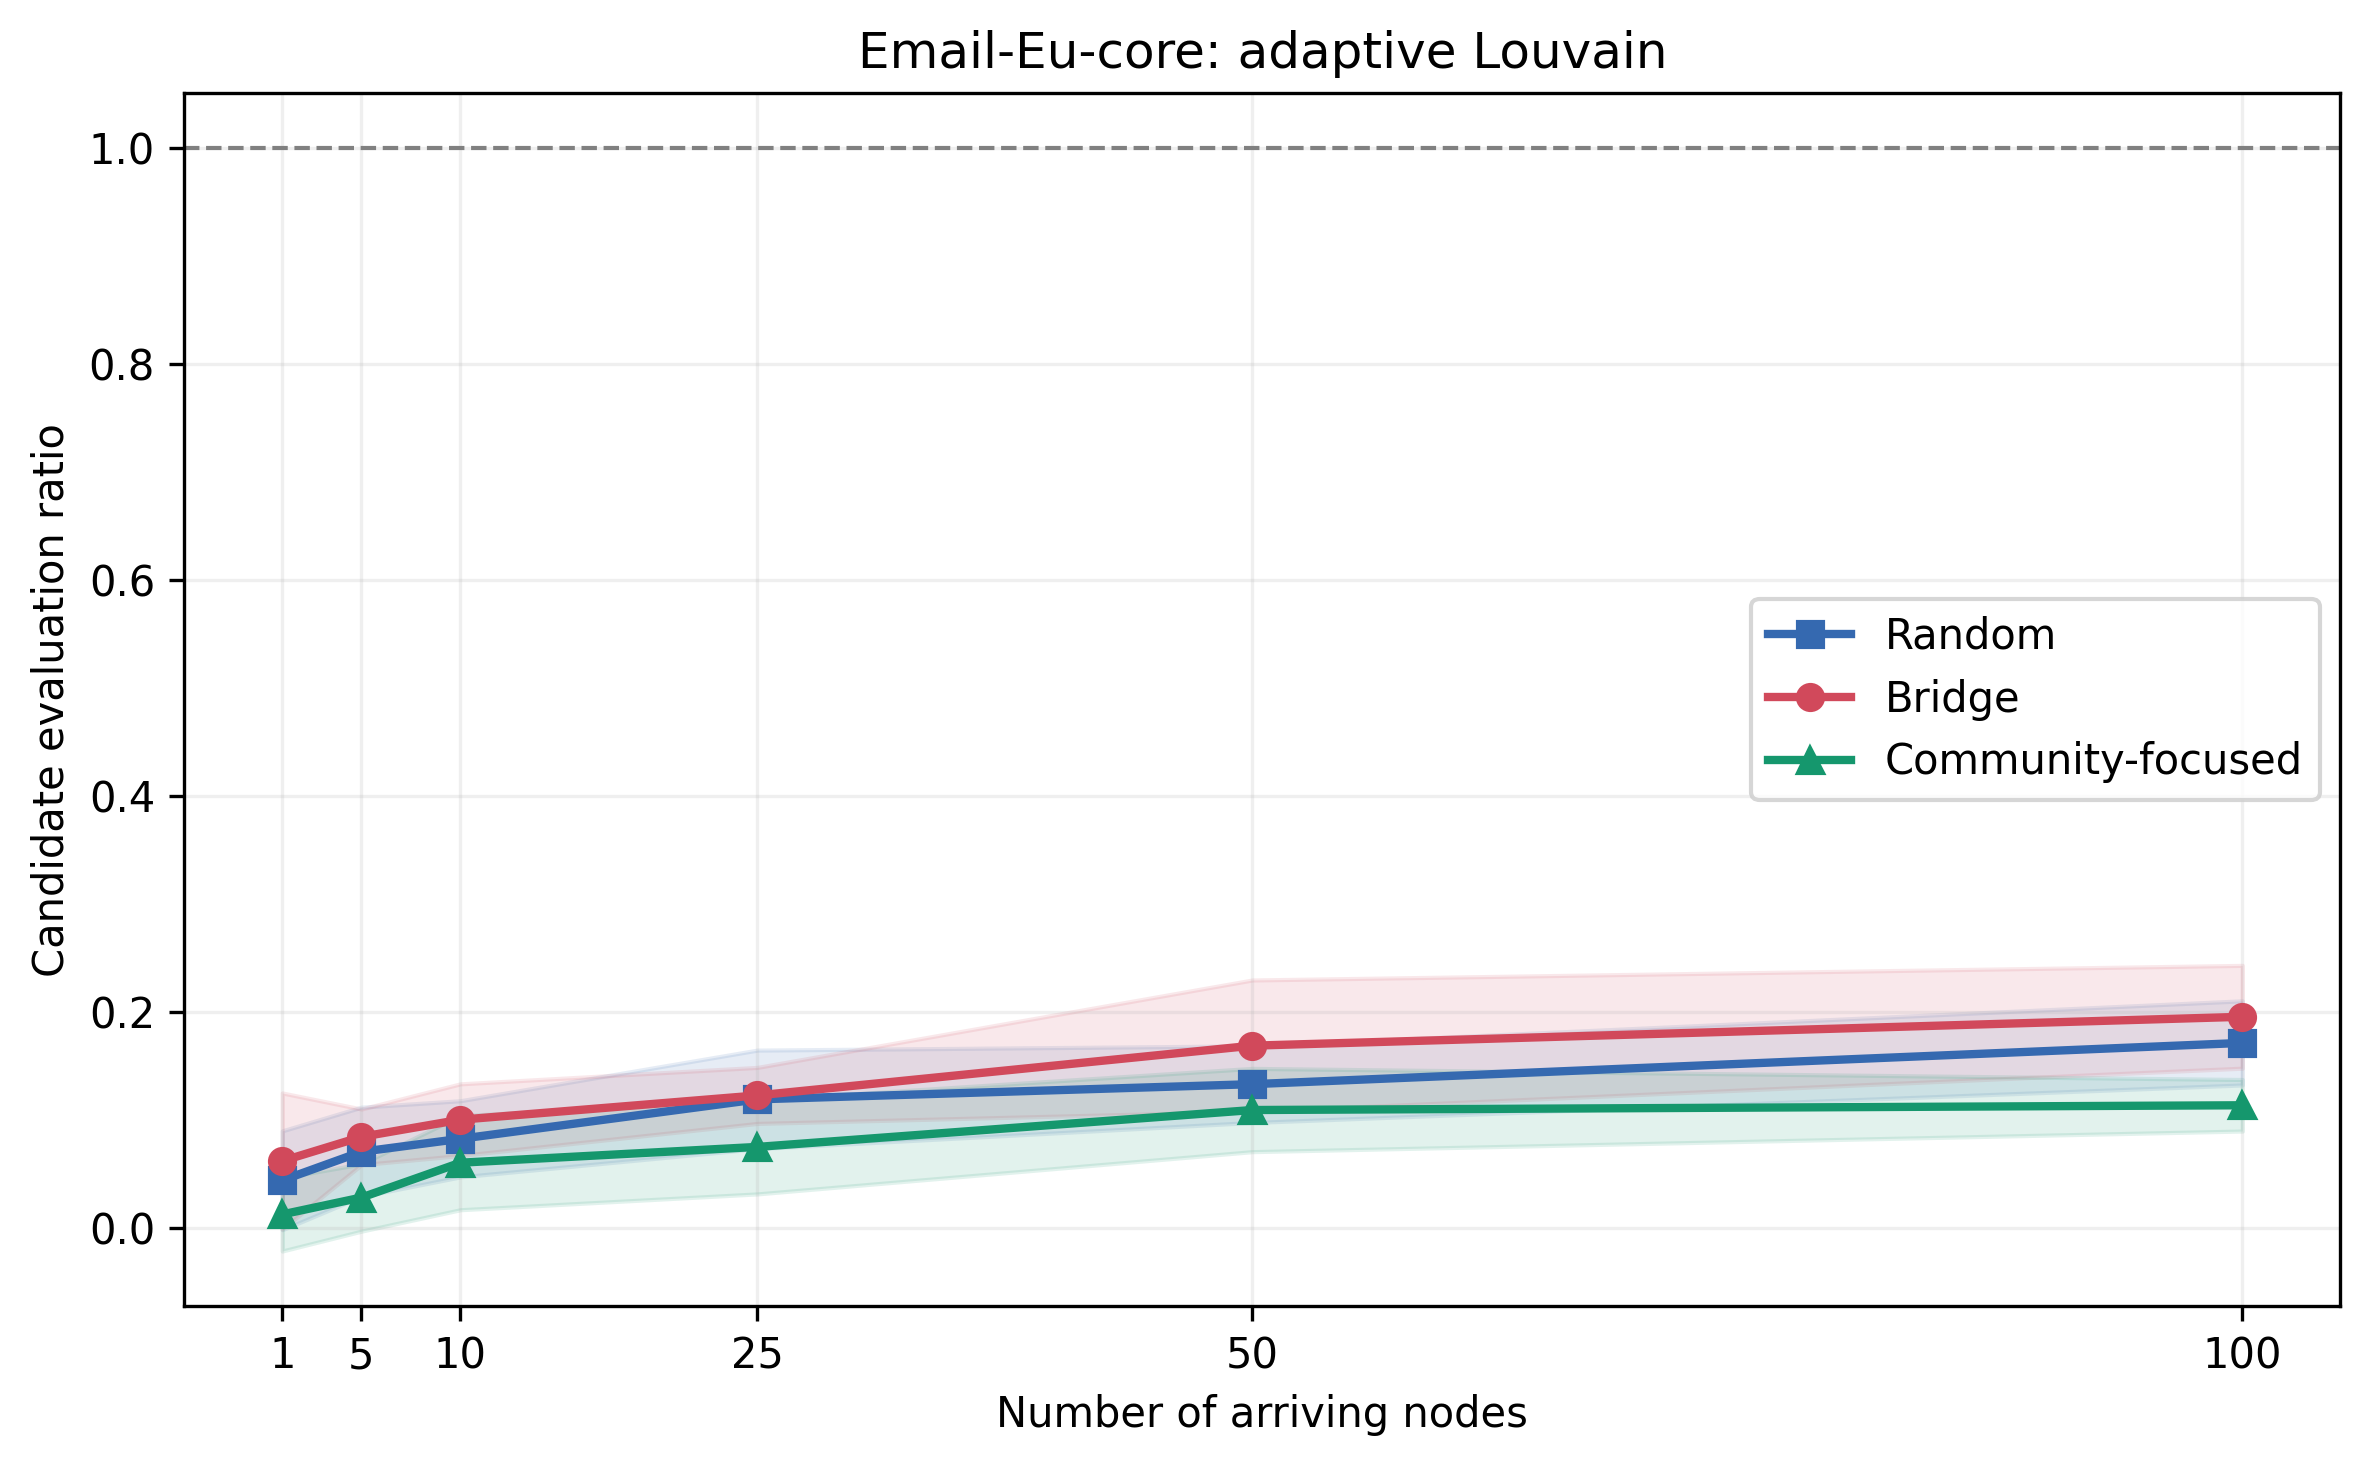 Email-Eu-core: adaptive Louvain
Candidate evaluation ratio
1.0
0.8
0.6
0.4
0.2
0.0
Random
Bridge
Community-focused
1 5 10 25 50 100
Number of arriving nodes